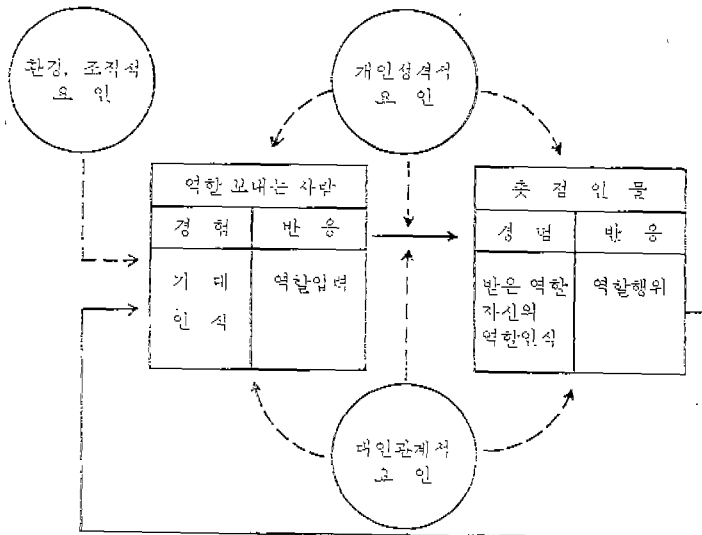 환경, 조직적
요 인
개인성격적
요 인
역할 보내는 사람
경 험
반 응
기 대
인 식
역할입력
촛 점 인 물
경 험
반 응
받은 역할
자신의
역할인식
역할행위
대인관계적
요 인